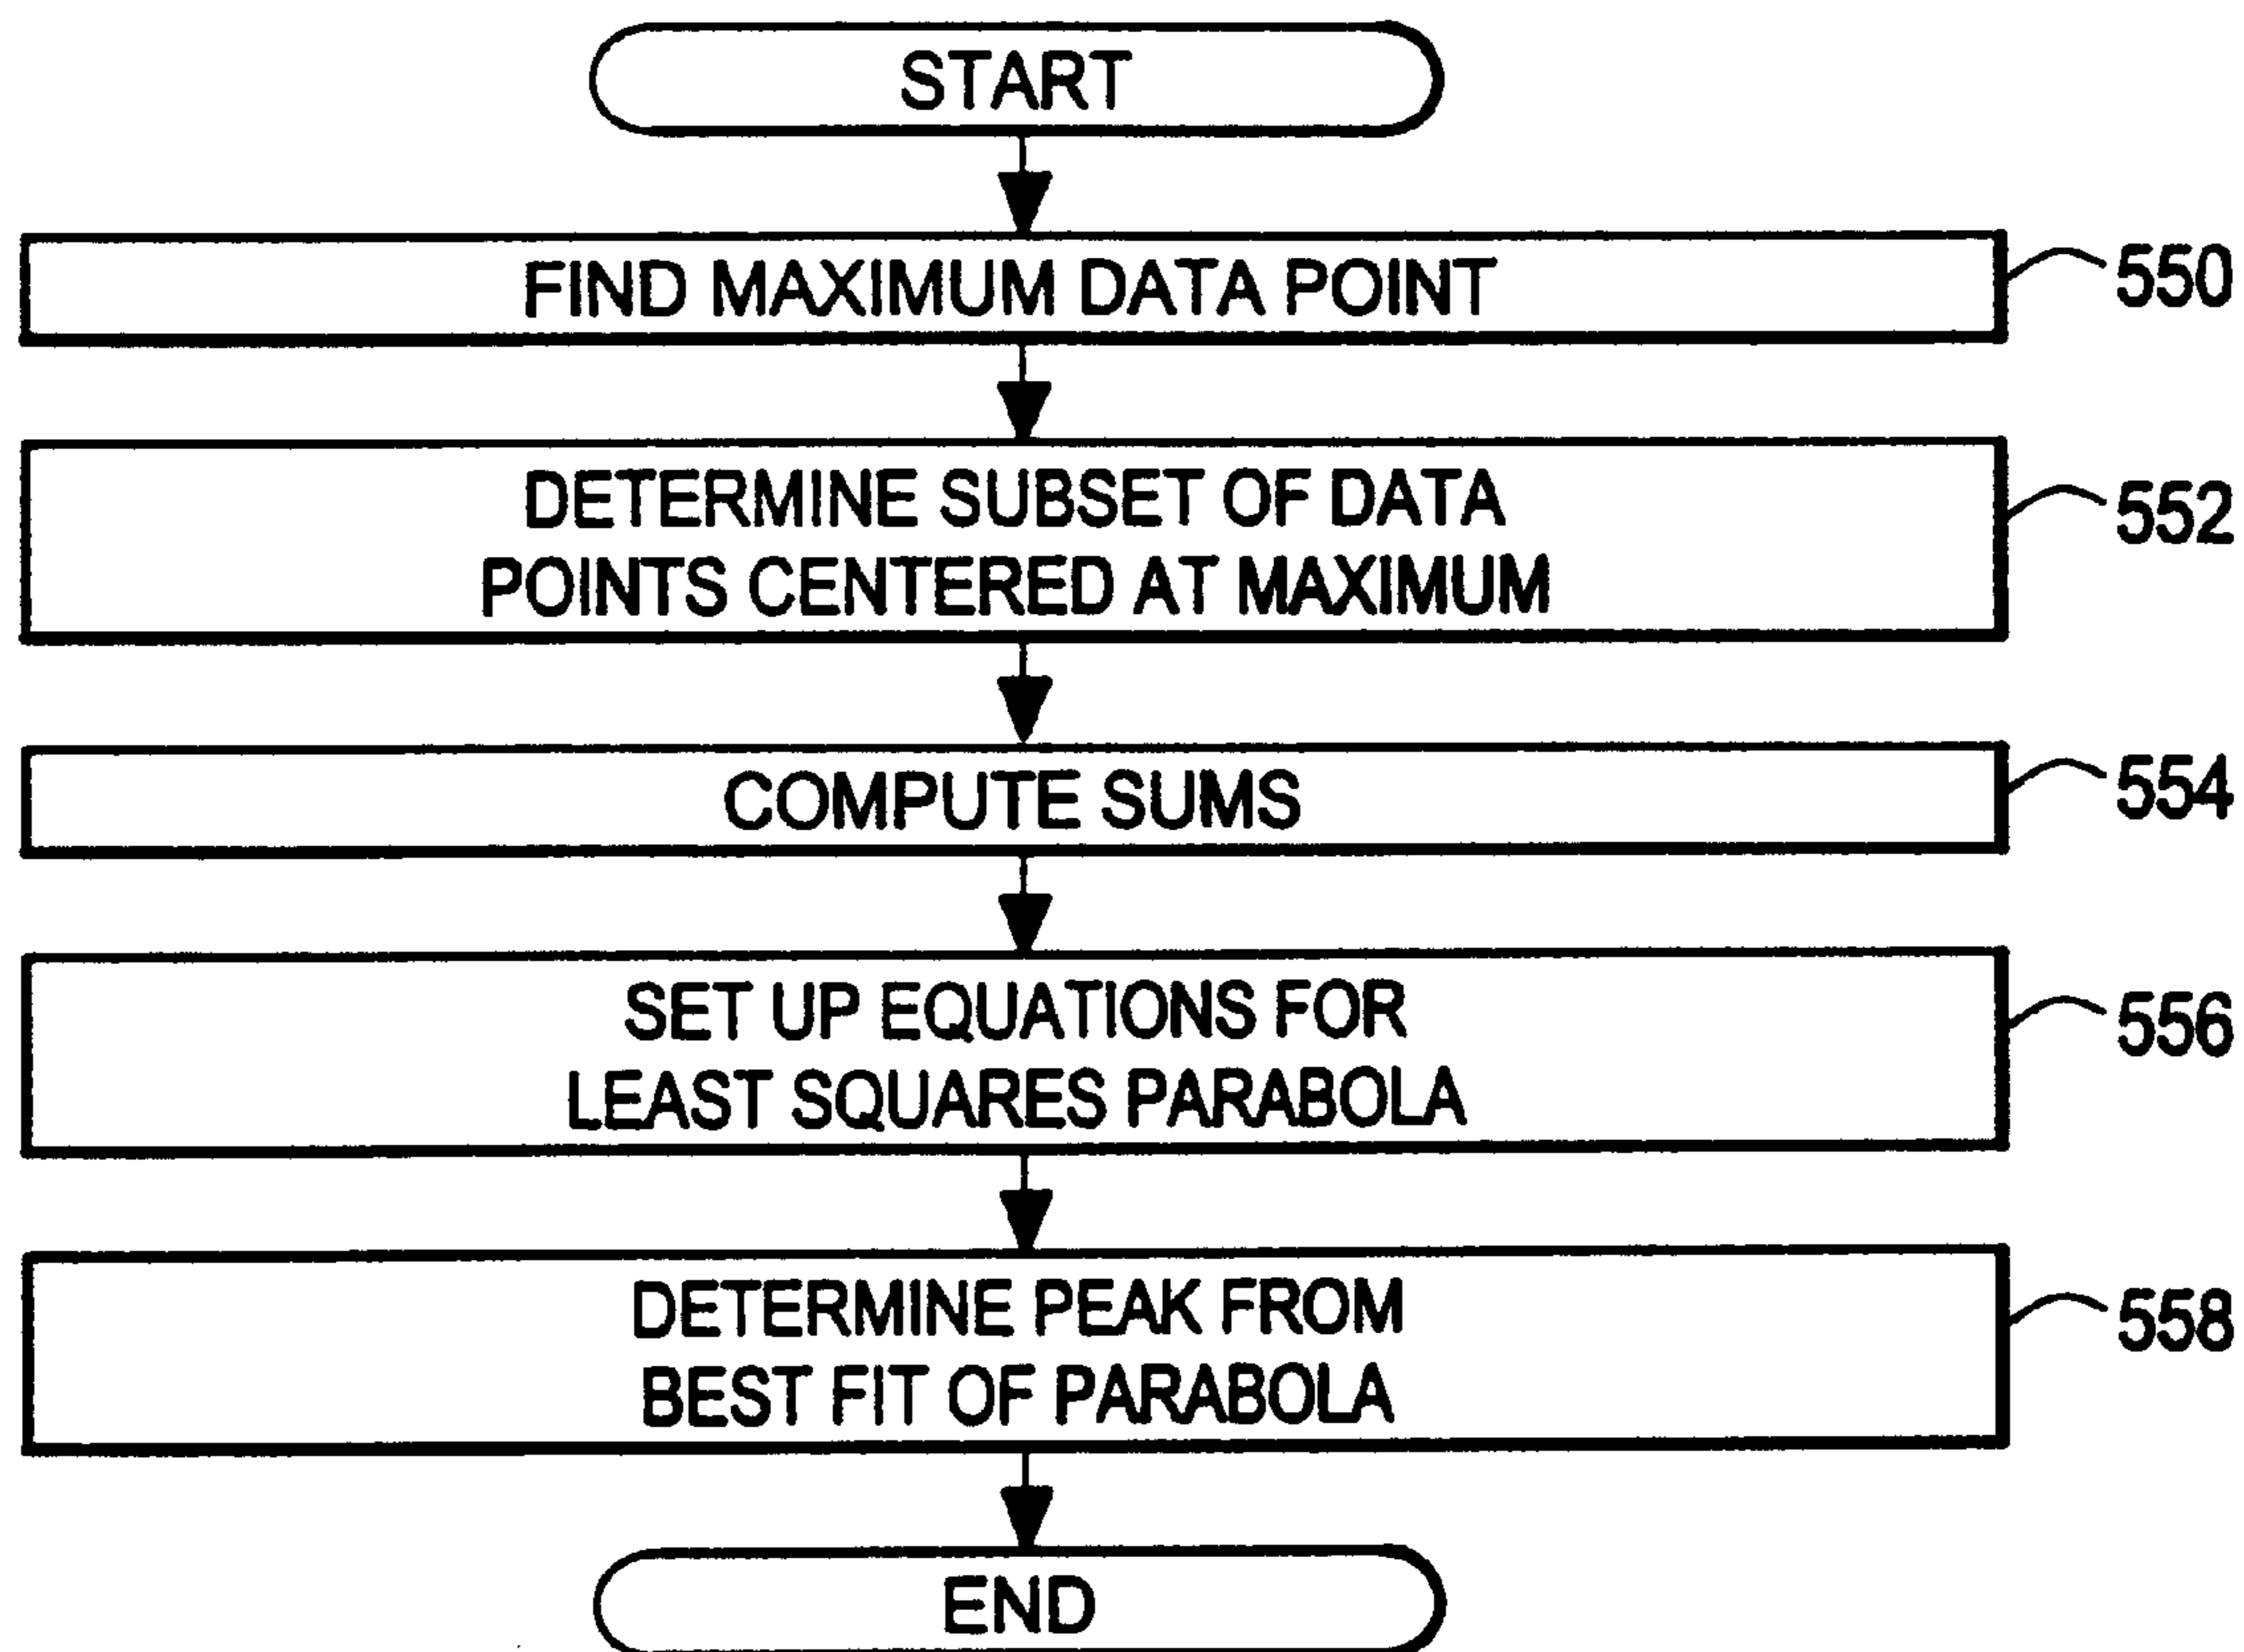 START
FIND MAXIMUM DATA POINT
550
DETERMINE SUBSET OF DATA
POINTS CENTERED AT MAXIMUM
552
COMPUTE SUMS
554
SET UP EQUATIONS FOR
LEAST SQUARES PARABOLA
556
DETERMINE PEAK FROM
BEST FIT OF PARABOLA
558
END